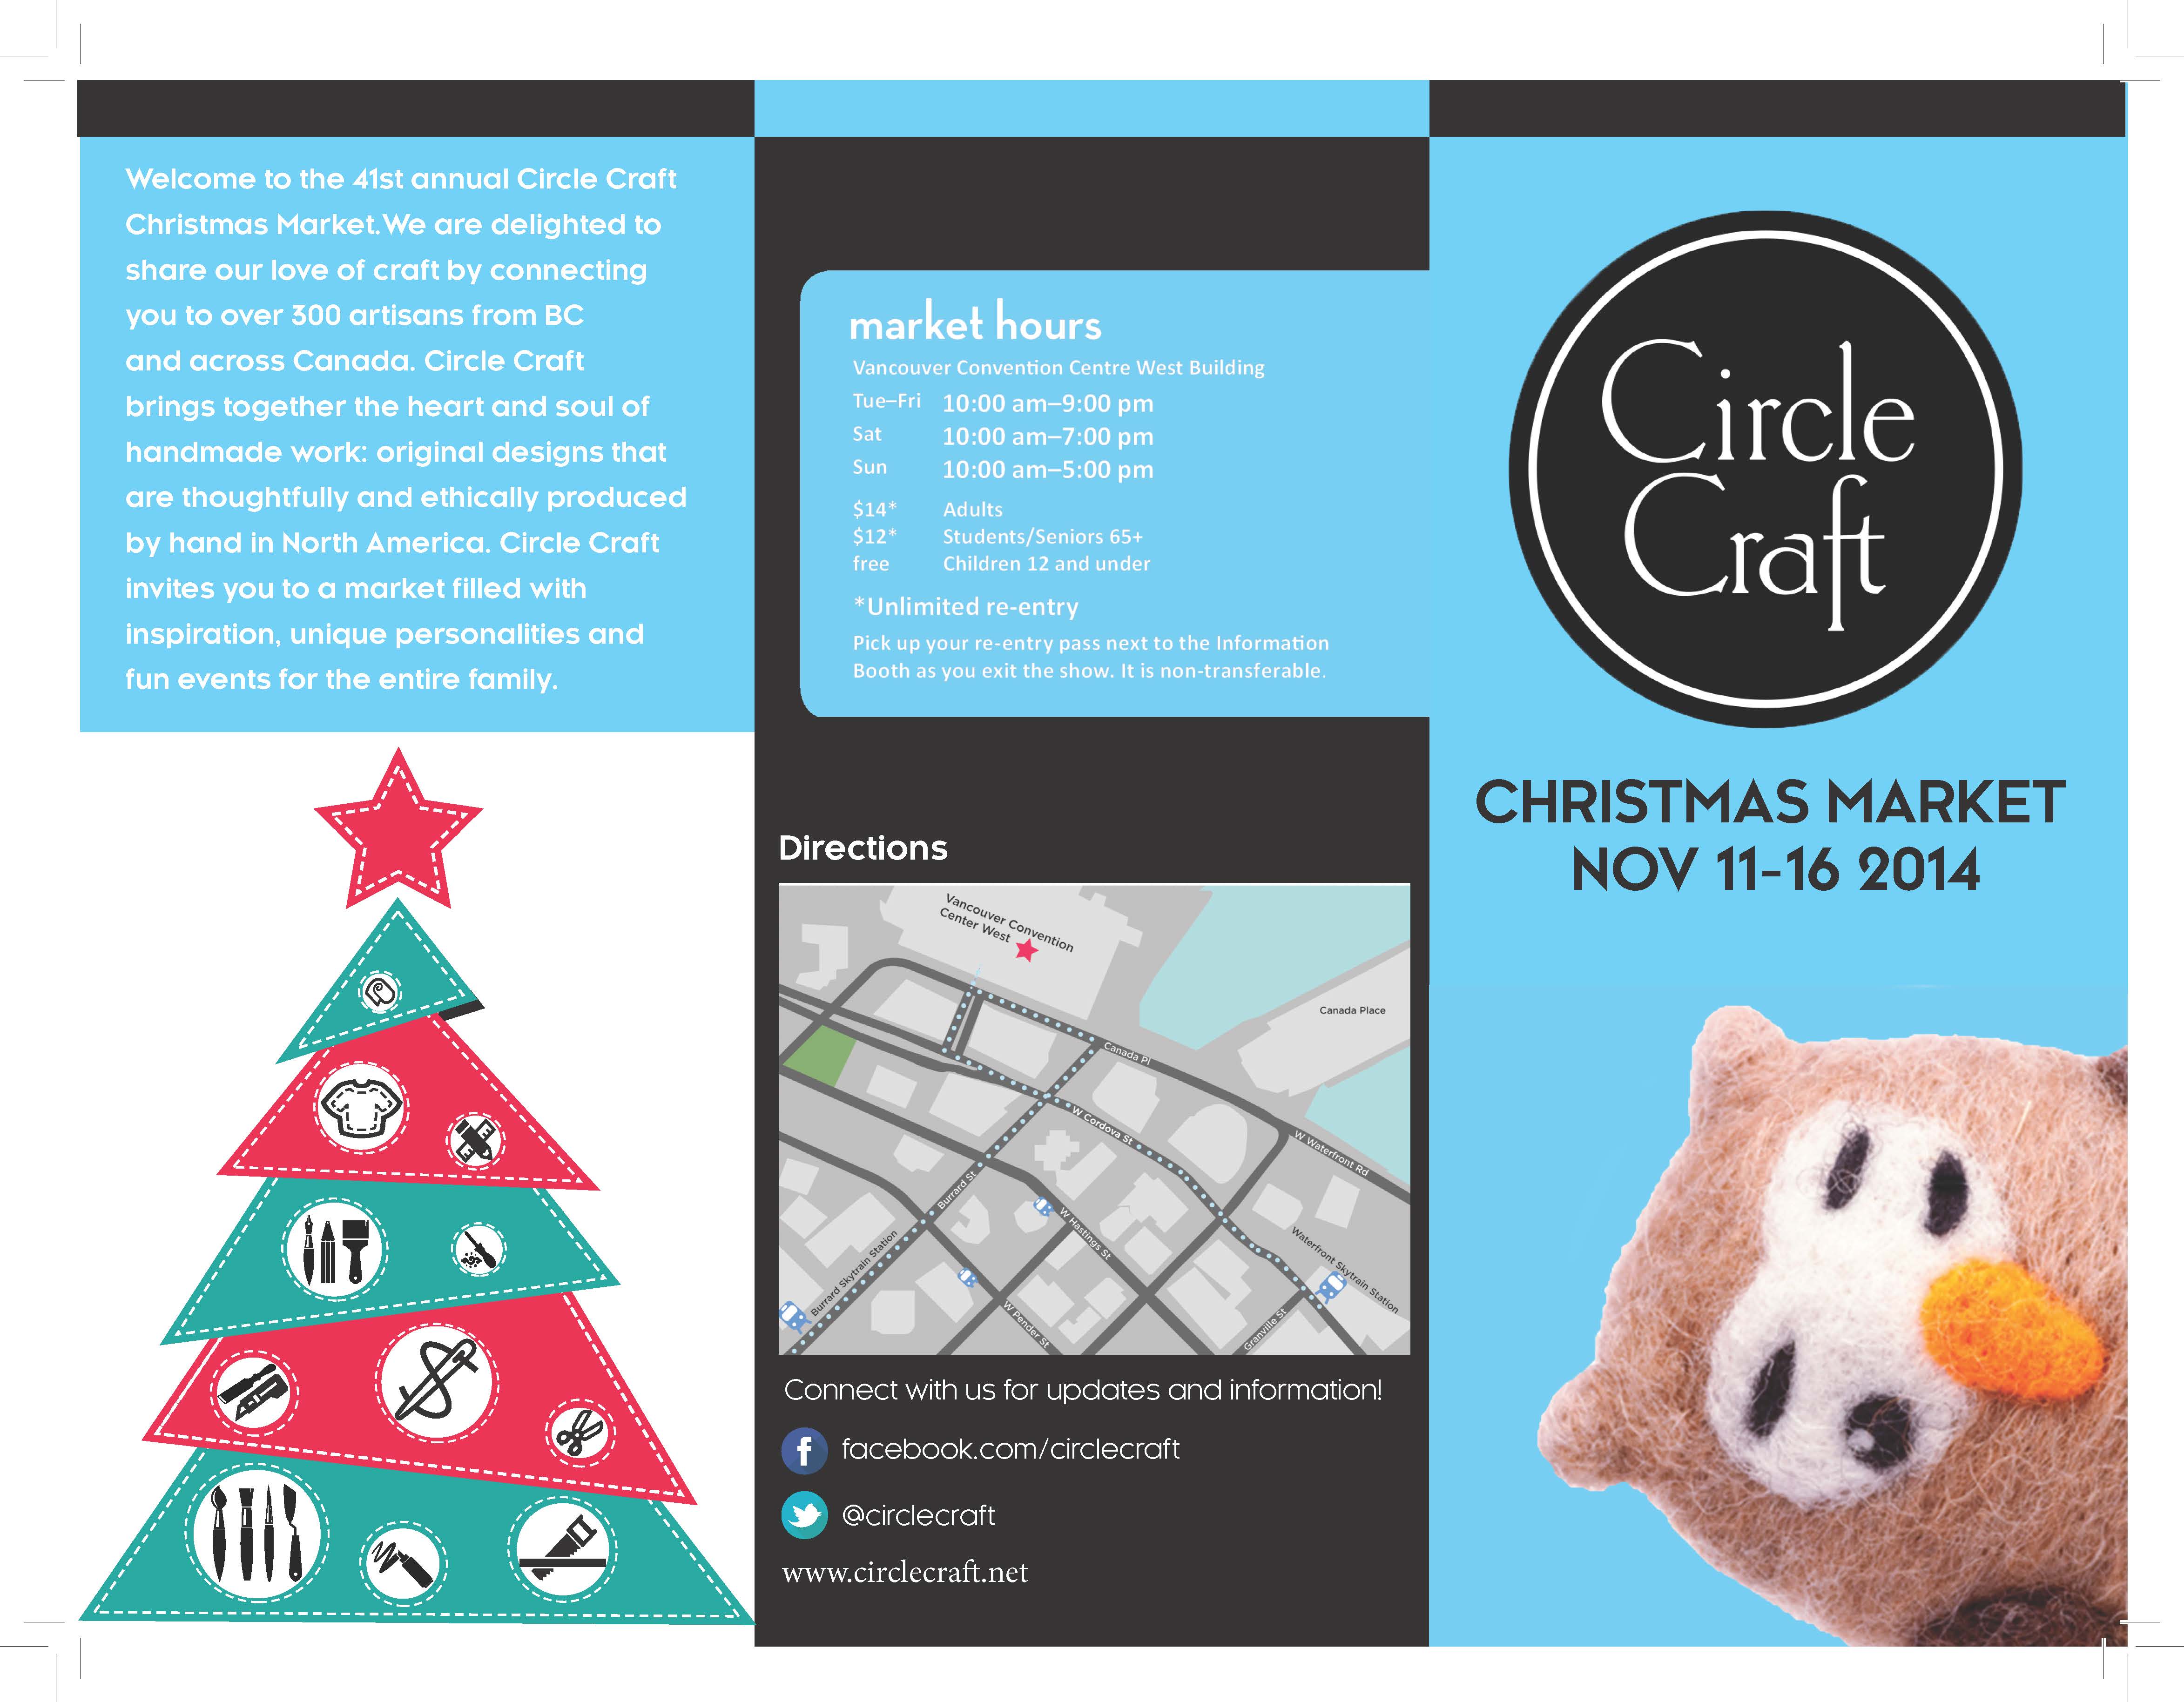 Welcome to the 41st annual Circle Craft
Christmas Market.We are delighted to
share our love of craft by connecting
you to over 300 artisans from BC
and across Canada. Circle Craft
brings together the heart and soul of
handmade work: original designs that
are thoughtfully and ethically produced
by hand in North America. Circle Craft
invites you to a market filled with
inspiration, unique personalities and
fun events for the entire family.
market hours
Vancouver Convention Centre West Building
Tue–Fri 10:00 am–9:00 pm
Sat 10:00 am–7:00 pm
Sun 10:00 am–5:00 pm
$14* Adults
$12* Students/Seniors 65+
free Children 12 and under
*Unlimited re-entry
Pick up your re-entry pass next to the Information
Booth as you exit the show. It is non-transferable.
Directions
Vancouver Convention
Center West
Canada Place
Canada Pl
W Cordova St
W Waterfront Rd
Burrard St
W Hastings St
Waterfront Skytrain Station
Burrard Skytrain Station
W Pender St
Granville St
Connect with us for updates and information!
f facebook.com/circlecraft
@circlecraft
www.circlecraft.net
Circle
Craft
CHRISTMAS MARKET
NOV 11-16 2014